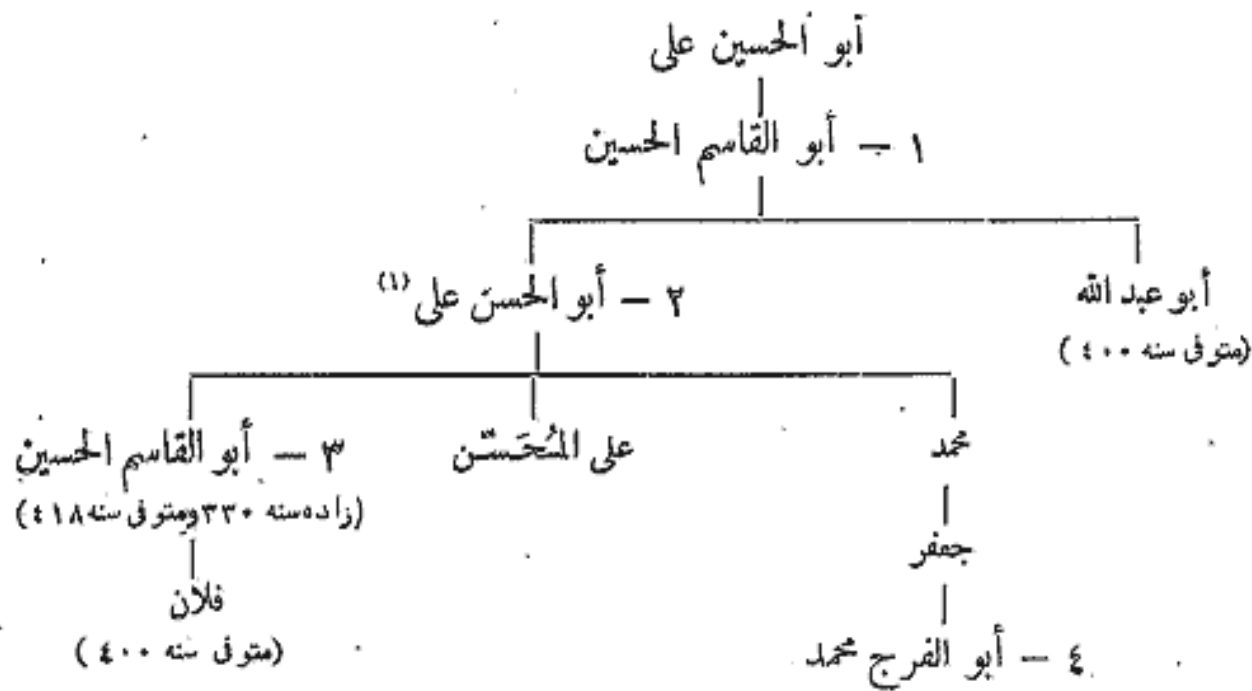 أبو الحسين على
١ — أبو القاسم الحسين
أبو عبد الله
(متوفى سنه ٤٠٠)
٢ — أبو الحسن على (١)
محمد
على المُحَسَّن
٣ — أبو القاسم الحسين
(زاده سنه ٣٣٠ ومتوفى سنه ٤١٨)
جعفر
فلان
(متوفى سنه ٤٠٠)
٤ — أبو الفرج محمد